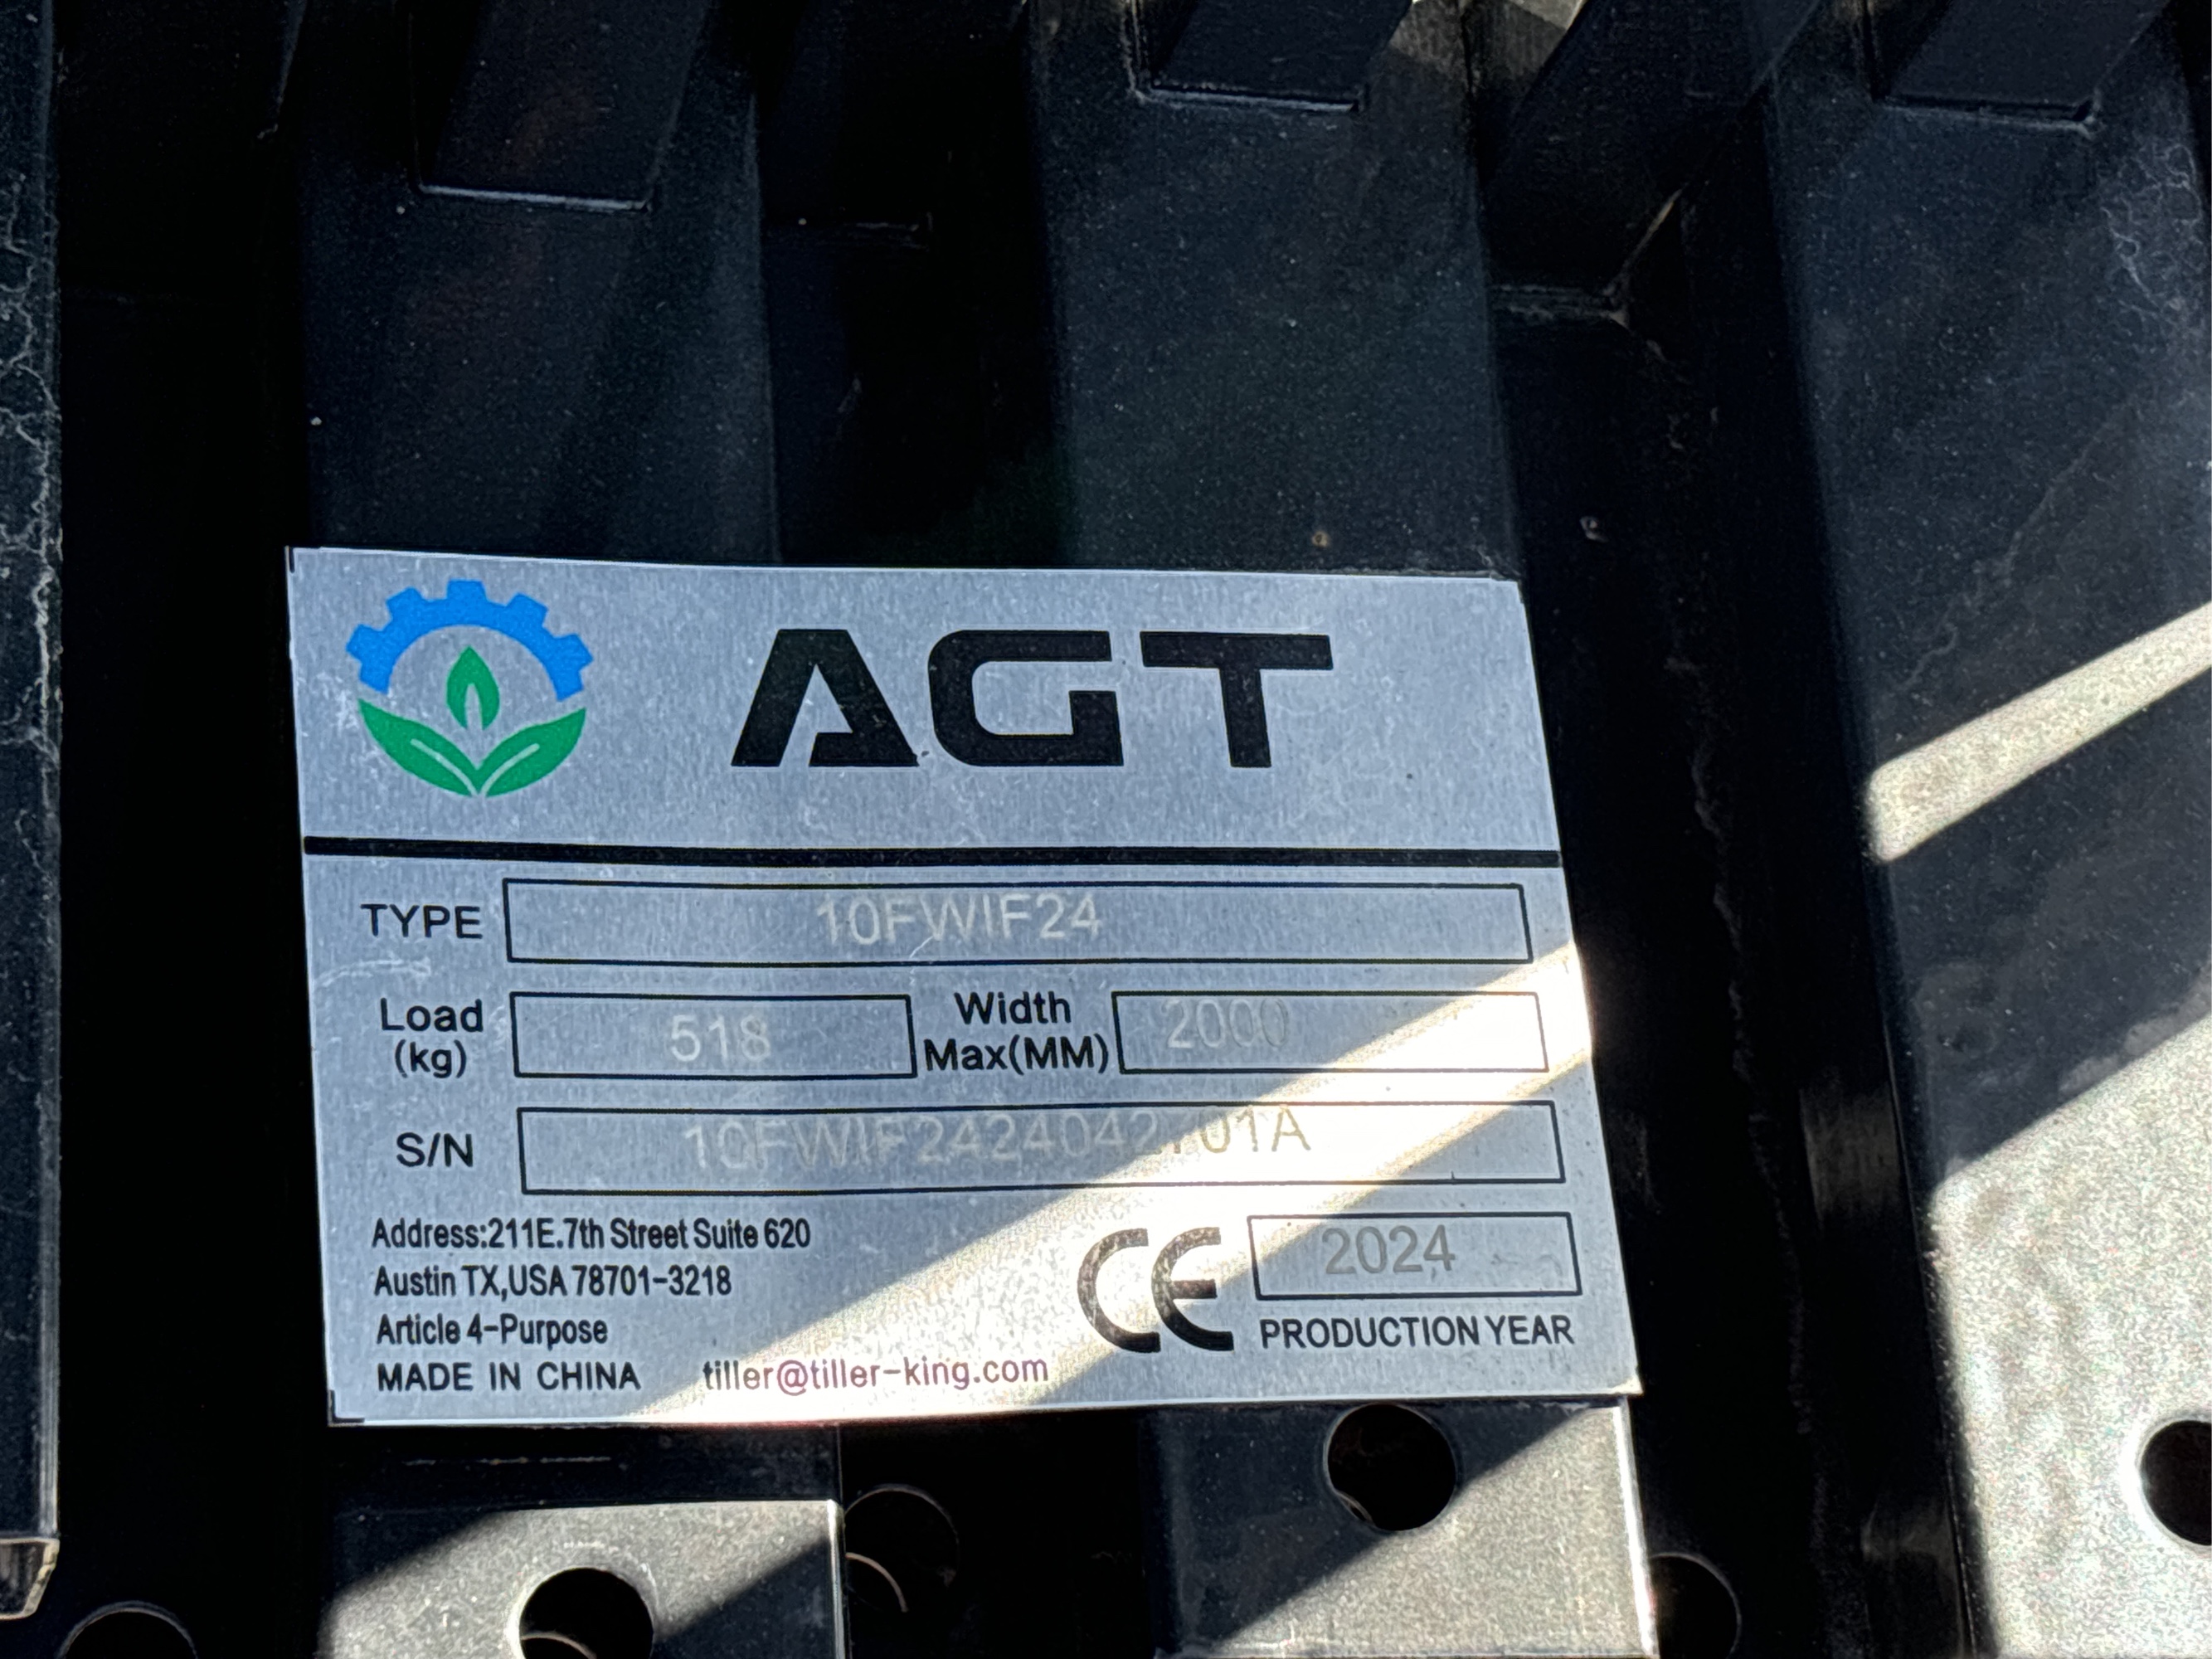 AGT
TYPE 10FWIF24
Load (kg) 518 Width Max(MM) 2000
S/N
Address:211E.7th Street Suite 620
Austin TX,USA 78701-3218
Article 4-Purpose
MADE IN CHINA tiller@tiller-king.com
CE 2024
PRODUCTION YEAR